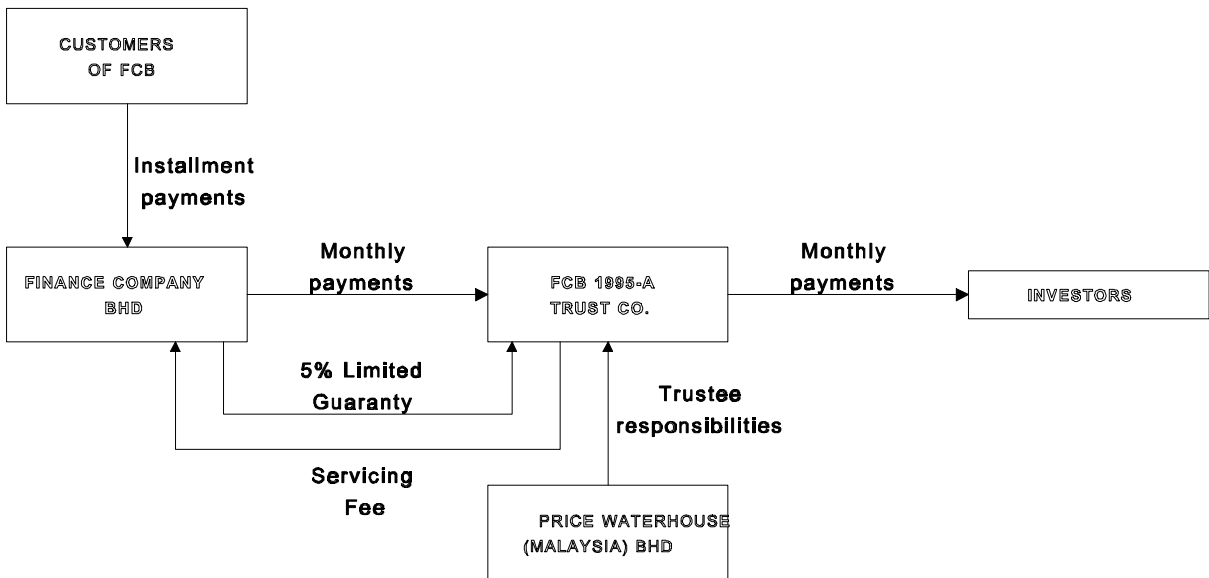 CUSTOMERS
OF FCB
Installment
payments
FINANCE COMPANY
BHD
Monthly
payments
FCB 1995-A
TRUST CO.
Monthly
payments
INVESTORS
5% Limited
Guaranty
Servicing
Fee
Trustee
responsibilities
PRICE WATERHOUSE
(MALAYSIA) BHD